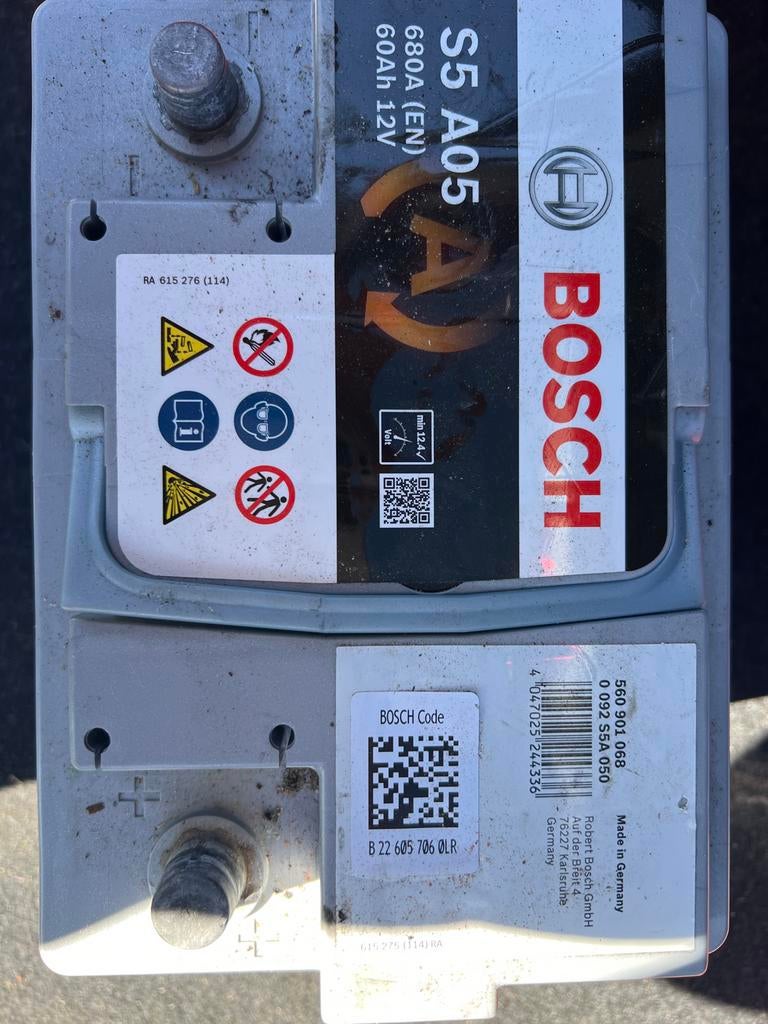 BOSCH
S5 A05
680A (EN)
60Ah 12V
A
min 12,4✓
Volt
RA 615 276 (114)
i
560 901 068
0 092 S5A 050
4 047025 244336
Made in Germany
Robert Bosch GmbH
Auf der Breit 4
76227 Karlsruhe
Germany
BOSCH Code
B 22 605 706 0LR
615 275 (114) RA